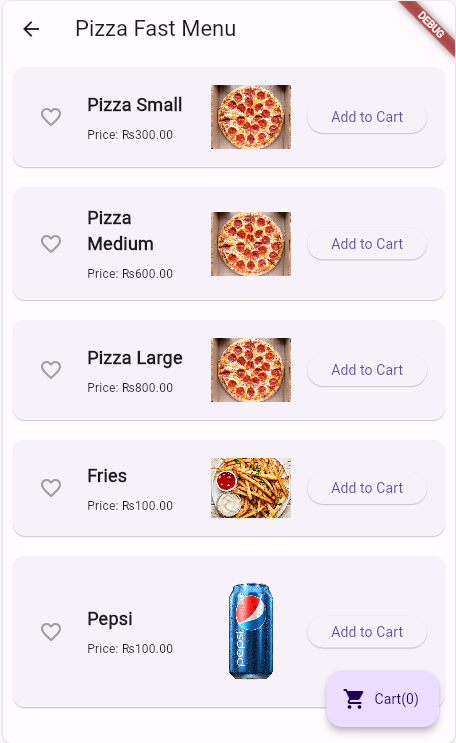 Pizza Fast Menu
DEBUG
Pizza Small
Price: ₨300.00
Add to Cart
Pizza
Medium
Price: ₨600.00
Add to Cart
Pizza Large
Price: ₨800.00
Add to Cart
Fries
Price: ₨100.00
Add to Cart
Pepsi
Price: ₨100.00
pepsi
Add to Cart
Cart(0)